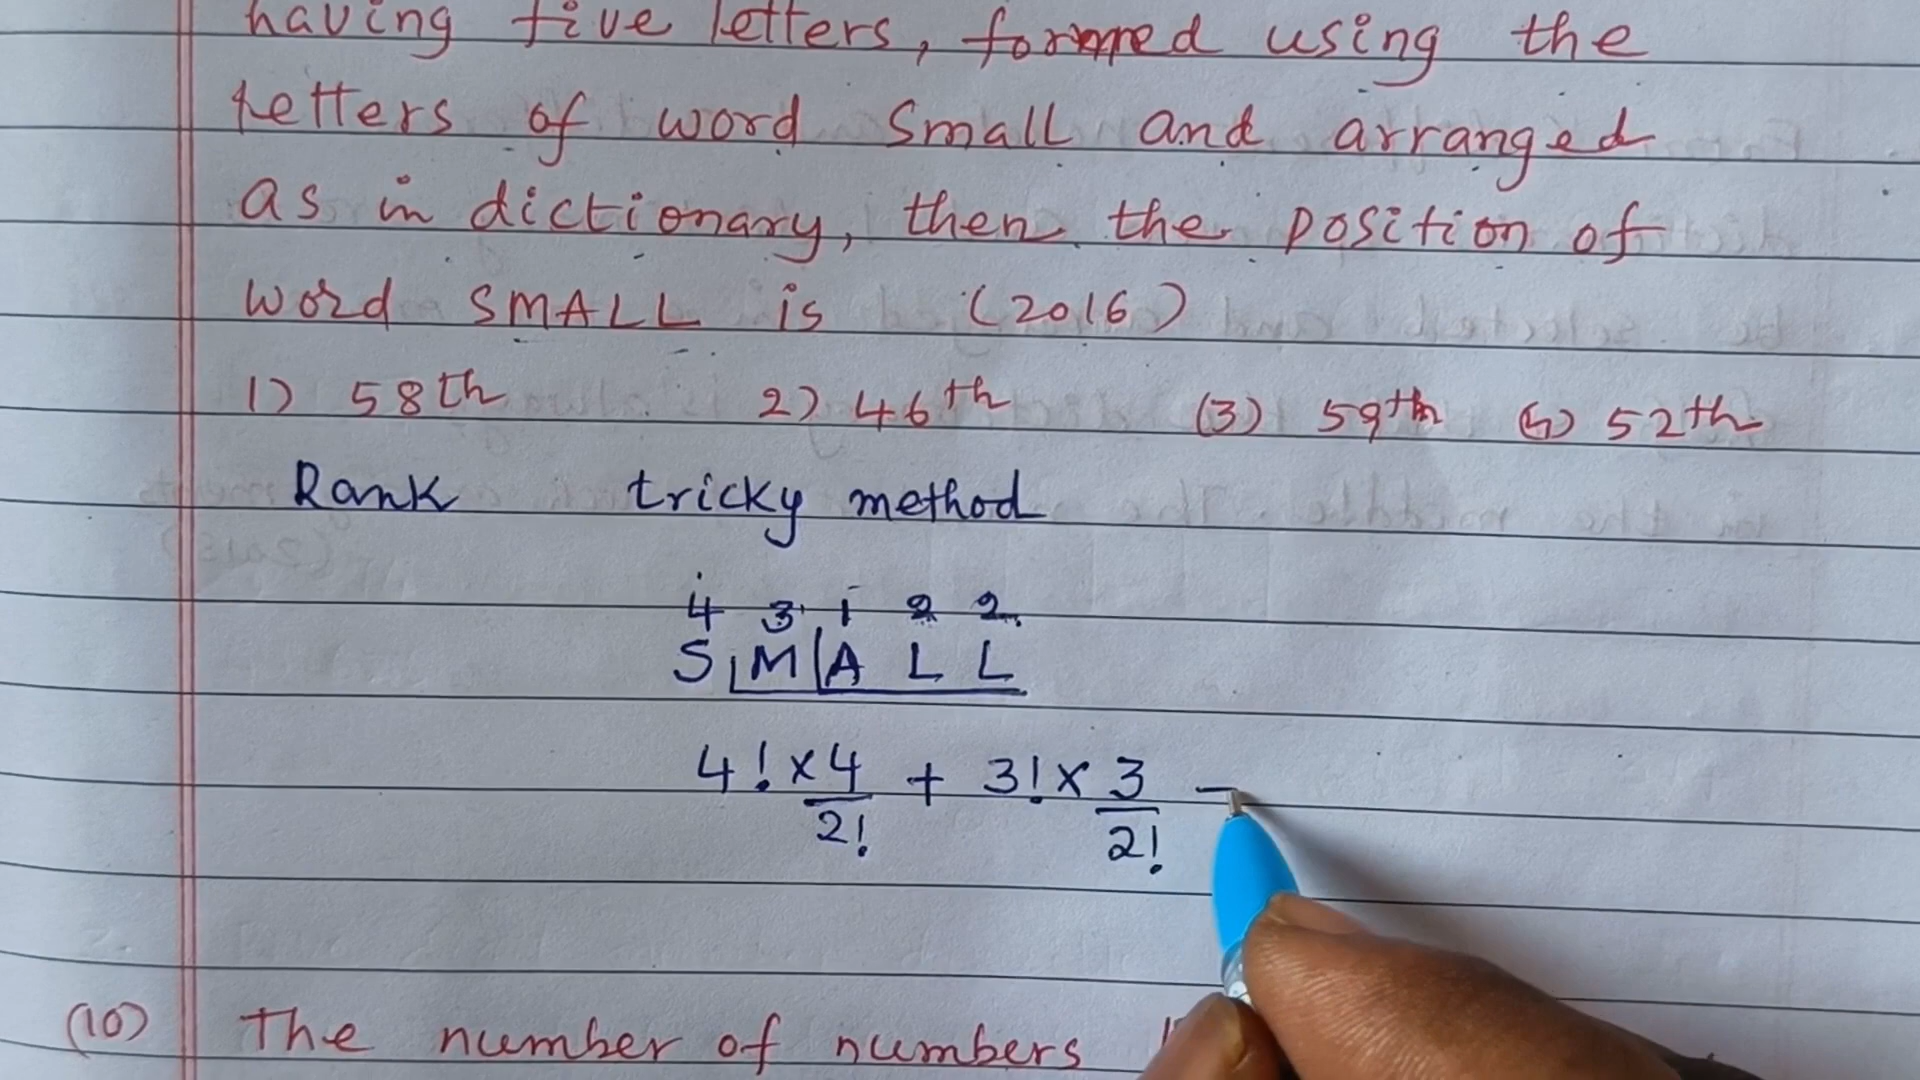 having five letters, formed using the
letters of word Small and arranged
as in dictionary, then the position of
word SMALL is (2016)
1) 58th 2) 46th (3) 59th (4) 52th
Rank tricky method
4 3 1 2 2
S M A L L
4! × 4/2! + 3! × 3/2! –
(10) The number of numbers